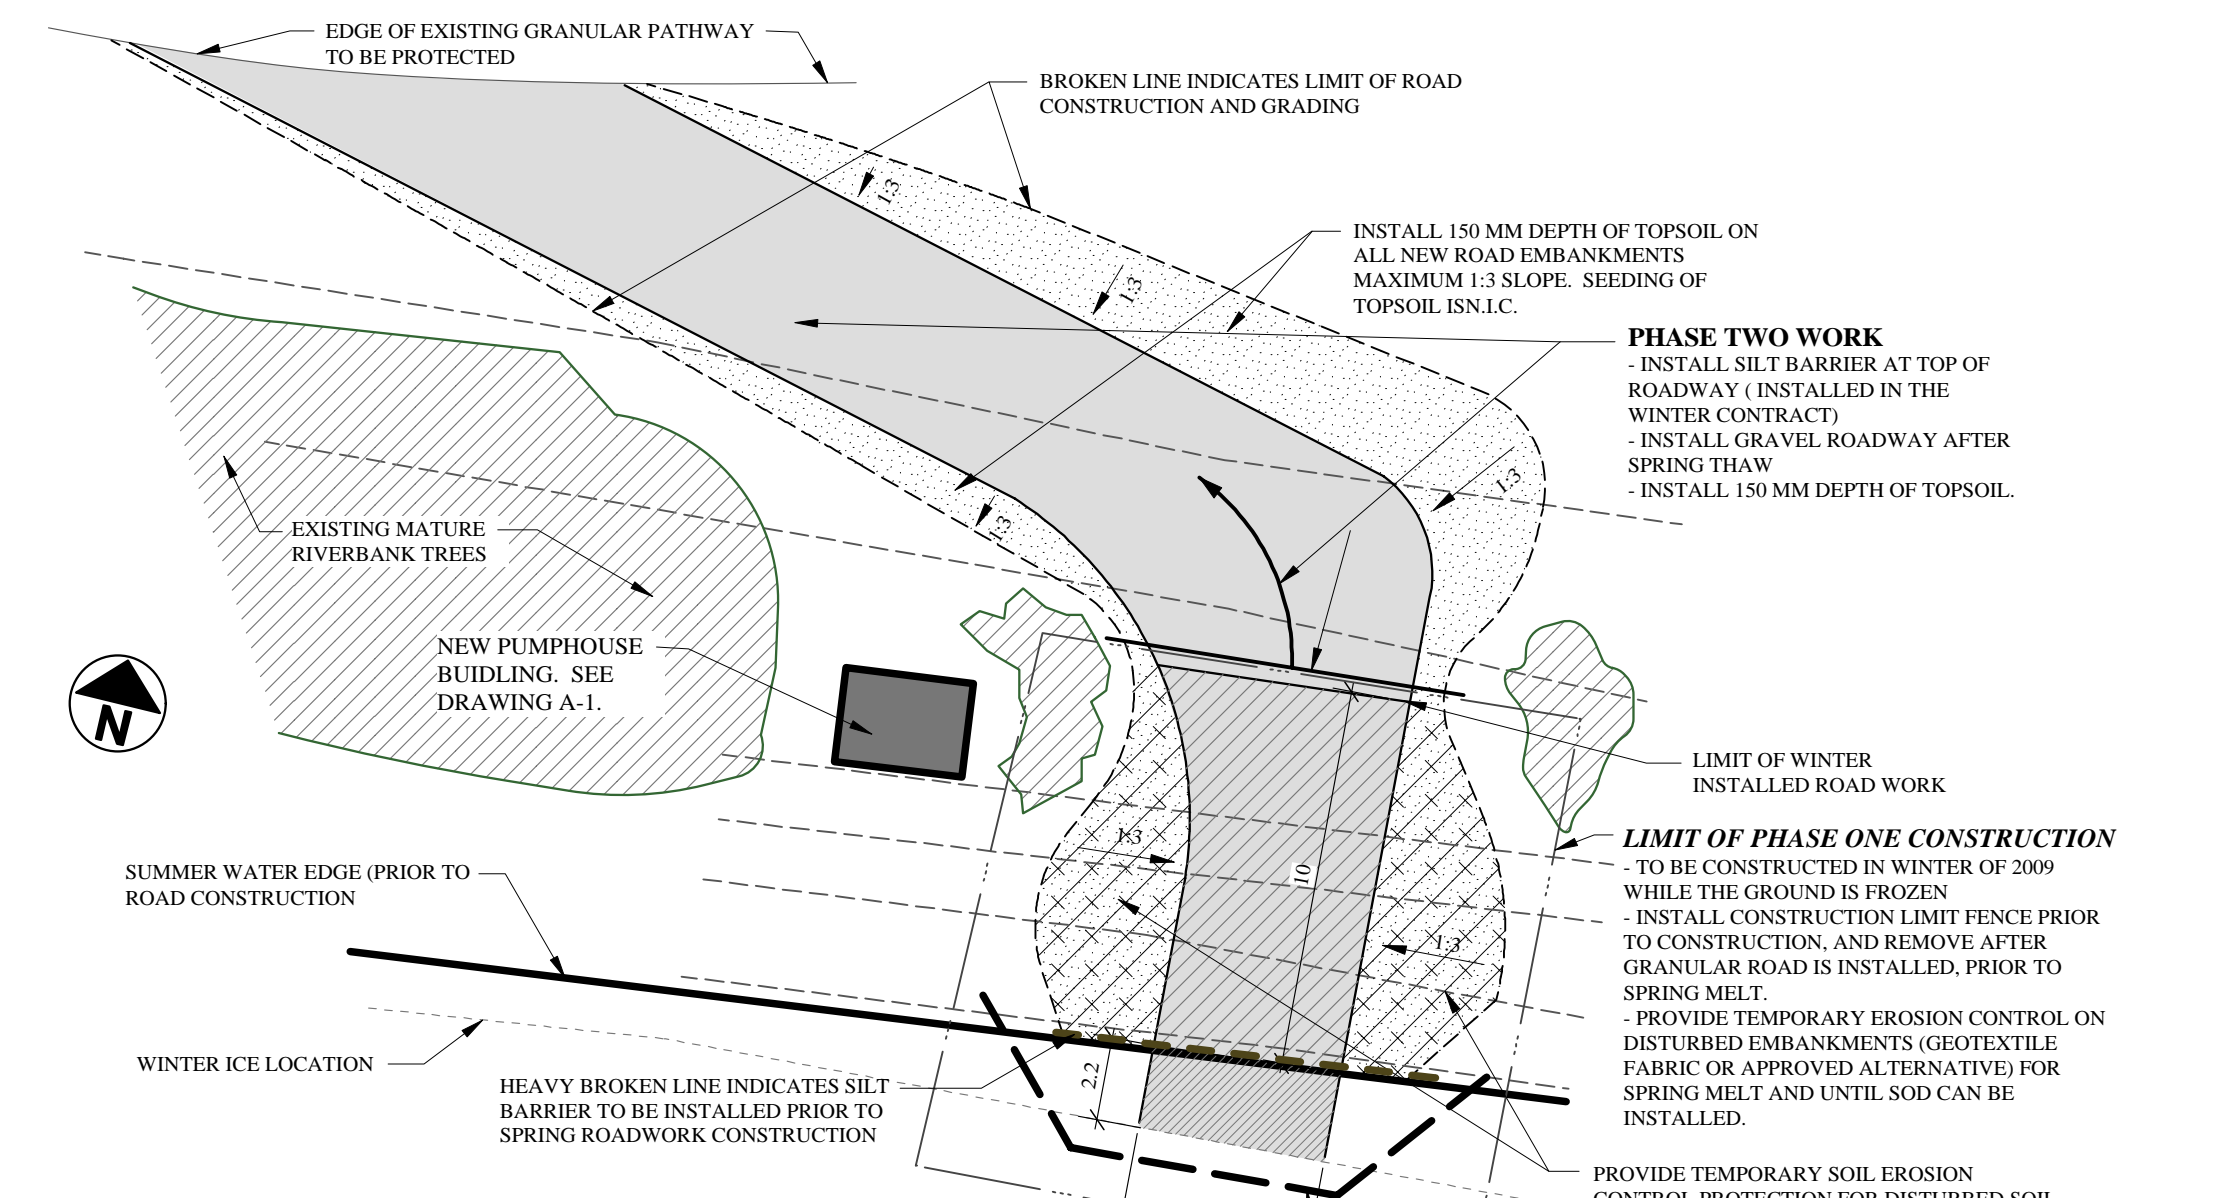 EDGE OF EXISTING GRANULAR PATHWAY
TO BE PROTECTED
BROKEN LINE INDICATES LIMIT OF ROAD
CONSTRUCTION AND GRADING
1:3
INSTALL 150 MM DEPTH OF TOPSOIL ON
ALL NEW ROAD EMBANKMENTS
MAXIMUM 1:3 SLOPE.  SEEDING OF
TOPSOIL ISN.I.C.
1:3
PHASE TWO WORK
- INSTALL SILT BARRIER AT TOP OF
ROADWAY ( INSTALLED IN THE
WINTER CONTRACT)
- INSTALL GRAVEL ROADWAY AFTER
SPRING THAW
- INSTALL 150 MM DEPTH OF TOPSOIL.
1:3
1:3
EXISTING MATURE
RIVERBANK TREES
NEW PUMPHOUSE
BUIDLING.  SEE
DRAWING A-1.
N
LIMIT OF WINTER
INSTALLED ROAD WORK
1:3
10
1:3
LIMIT OF PHASE ONE CONSTRUCTION
- TO BE CONSTRUCTED IN WINTER OF 2009
WHILE THE GROUND IS FROZEN
- INSTALL CONSTRUCTION LIMIT FENCE PRIOR
TO CONSTRUCTION, AND REMOVE AFTER
GRANULAR ROAD IS INSTALLED, PRIOR TO
SPRING MELT.
- PROVIDE TEMPORARY EROSION CONTROL ON
DISTURBED EMBANKMENTS (GEOTEXTILE
FABRIC OR APPROVED ALTERNATIVE) FOR
SPRING MELT AND UNTIL SOD CAN BE
INSTALLED.
SUMMER WATER EDGE (PRIOR TO
ROAD CONSTRUCTION
WINTER ICE LOCATION
2.2
HEAVY BROKEN LINE INDICATES SILT
BARRIER TO BE INSTALLED PRIOR TO
SPRING ROADWORK CONSTRUCTION
PROVIDE TEMPORARY SOIL EROSION
CONTROL PROTECTION FOR DISTURBED SOIL